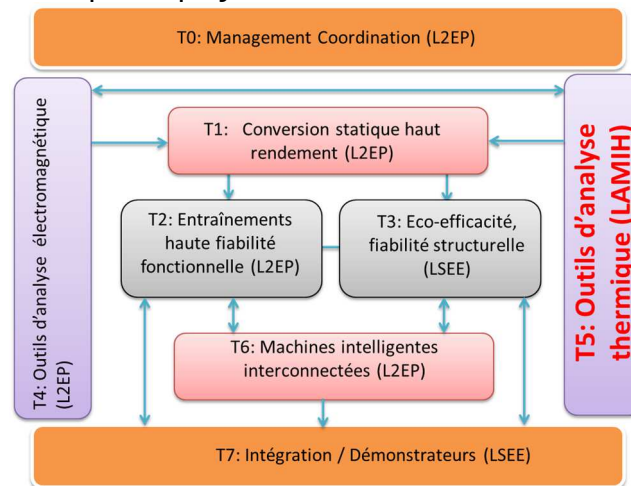 T0: Management Coordination (L2EP)
T4: Outils d'analyse électromagnétique
(L2EP)
T1: Conversion statique haut
rendement (L2EP)
T2: Entraînements
haute fiabilité
fonctionnelle (L2EP)
T3: Eco-efficacité,
fiabilité structurelle
(LSEE)
T5: Outils d'analyse
thermique (LAMIH)
T6: Machines intelligentes
interconnectées (L2EP)
T7: Intégration / Démonstrateurs (LSEE)